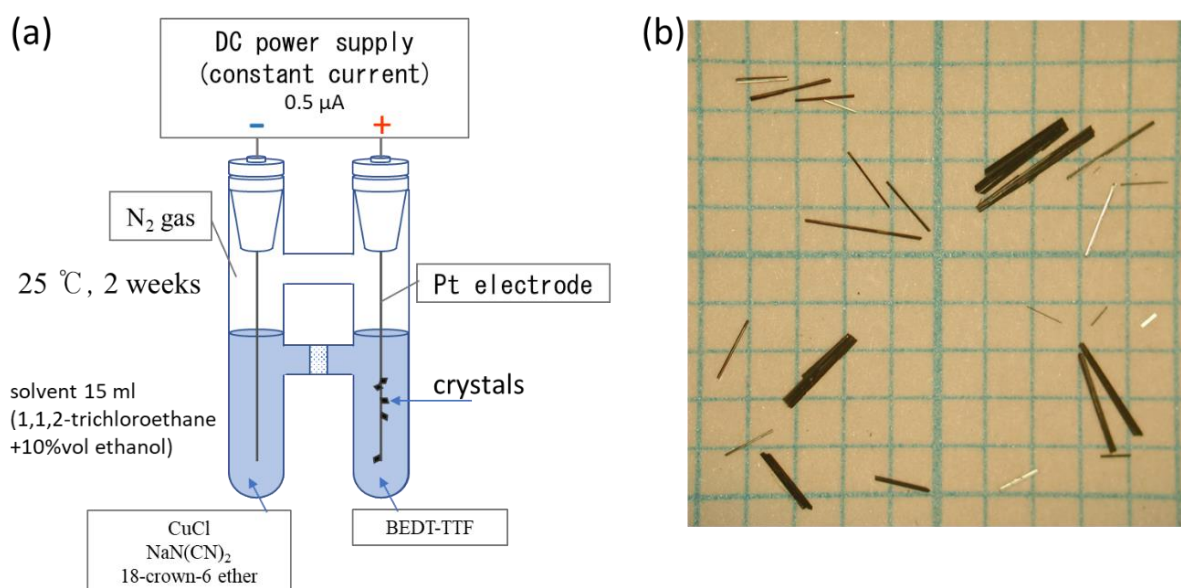 (a)
DC power supply
(constant current)
0.5 μA
-
+
N₂ gas
25 ℃, 2 weeks
Pt electrode
solvent 15 ml
(1,1,2-trichloroethane
+10%vol ethanol)
crystals
CuCl
NaN(CN)₂
18-crown-6 ether
BEDT-TTF
(b)